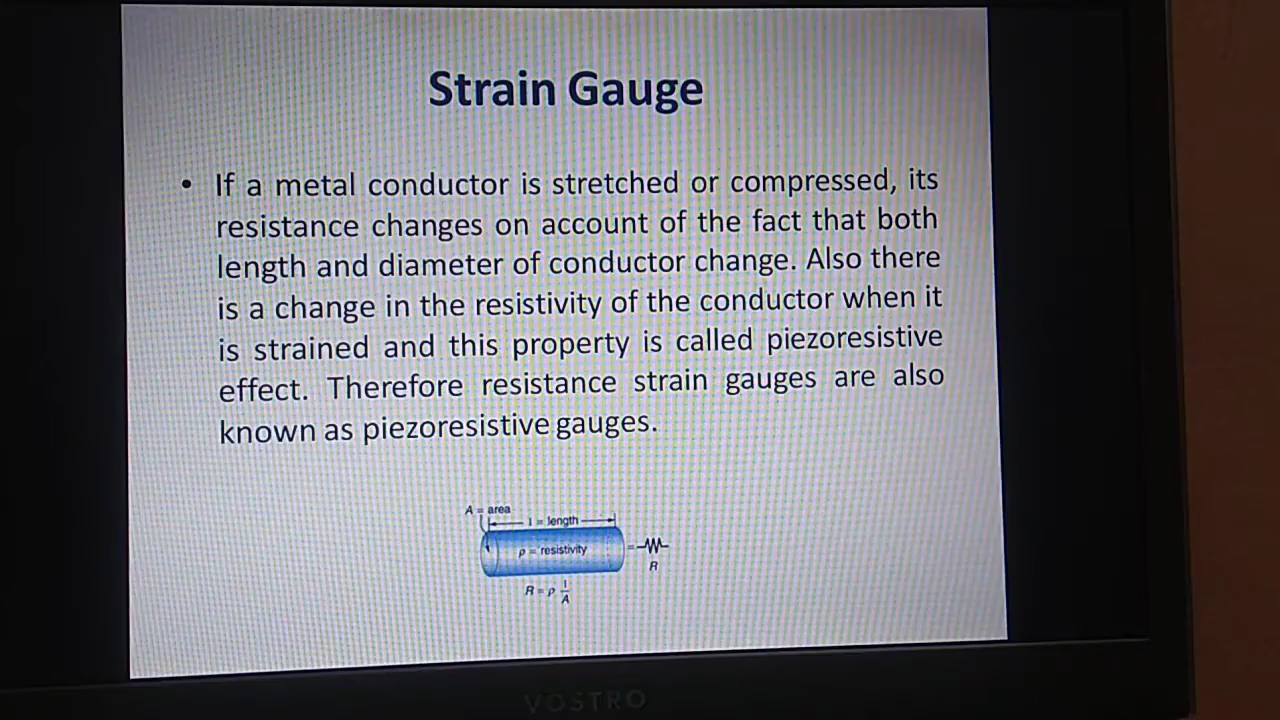 Strain Gauge
• If a metal conductor is stretched or compressed, its
resistance changes on account of the fact that both
length and diameter of conductor change. Also there
is a change in the resistivity of the conductor when it
is strained and this property is called piezoresistive
effect. Therefore resistance strain gauges are also
known as piezoresistive gauges.
A = area
l = length
ρ = resistivity
=
R
R = ρ l/A
VOSTRO